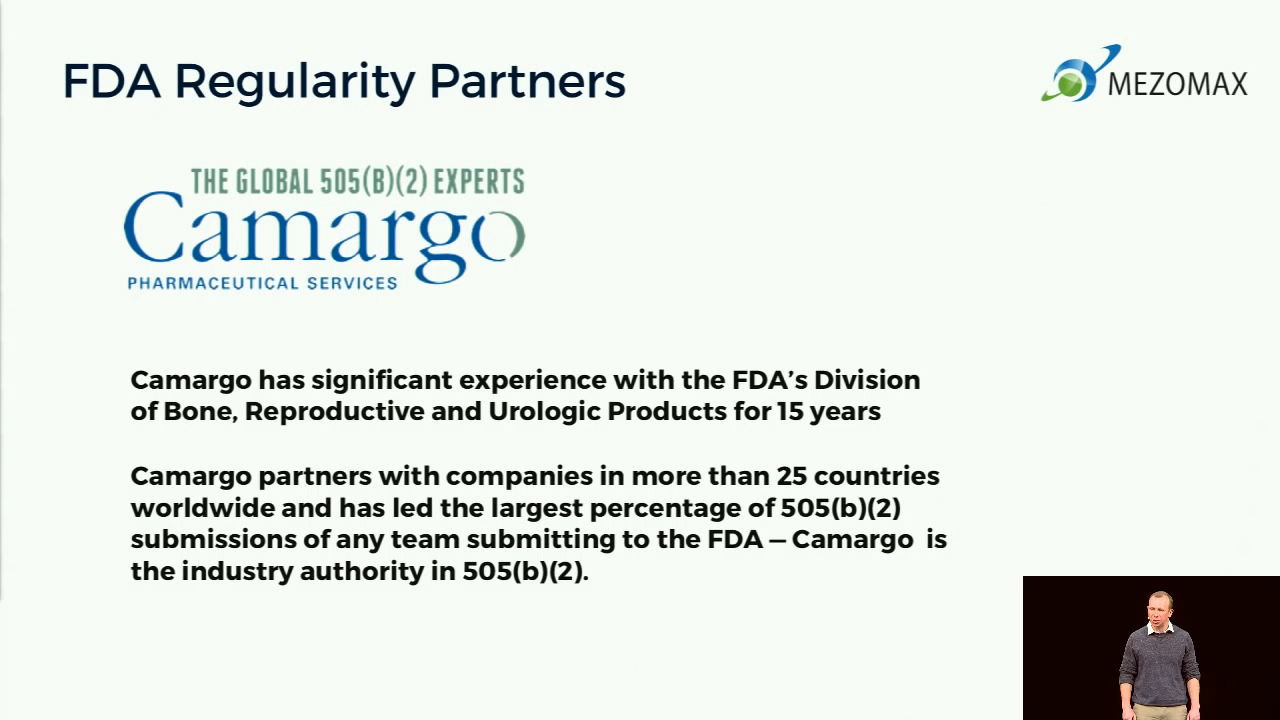 FDA Regularity Partners
MEZOMAX
THE GLOBAL 505(B)(2) EXPERTS
Camargo
PHARMACEUTICAL SERVICES
Camargo has significant experience with the FDA’s Division
of Bone, Reproductive and Urologic Products for 15 years
Camargo partners with companies in more than 25 countries
worldwide and has led the largest percentage of 505(b)(2)
submissions of any team submitting to the FDA – Camargo is
the industry authority in 505(b)(2).